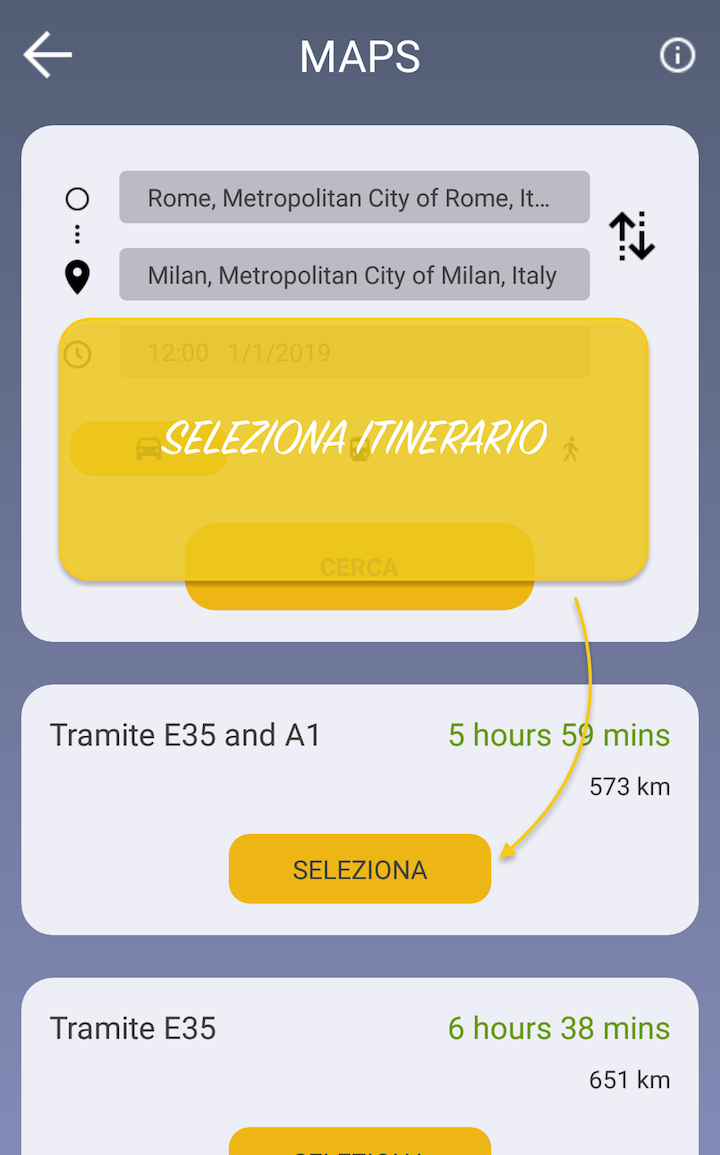 MAPS
Rome, Metropolitan City of Rome, It...
Milan, Metropolitan City of Milan, Italy
12:00 1/1/2019
SELEZIONA ITINERARIO
CERCA
Tramite E35 and A1 5 hours 59 mins
573 km
SELEZIONA
Tramite E35 6 hours 38 mins
651 km
SELEZIONA